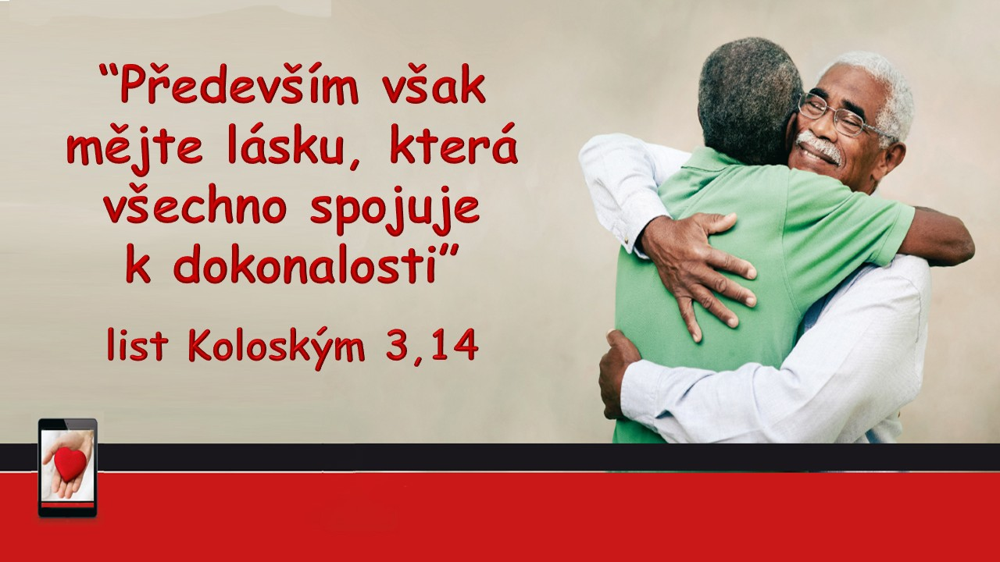 “Především však
mějte lásku, která
všechno spojuje
k dokonalosti”
list Koloským 3,14